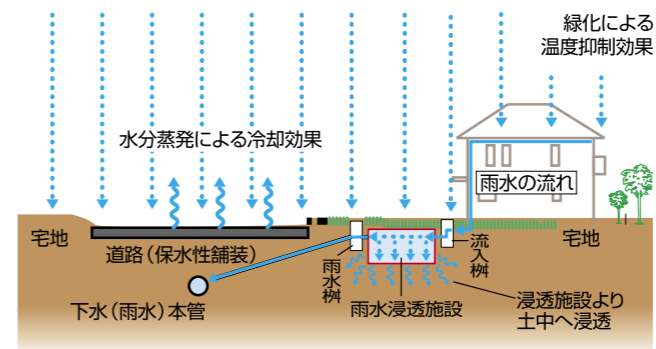 緑化による
温度抑制効果
水分蒸発による冷却効果
雨水の流れ
宅地
道路（保水性舗装）
雨水桝
流入桝
宅地
下水（雨水）本管
雨水浸透施設
浸透施設より
土中へ浸透